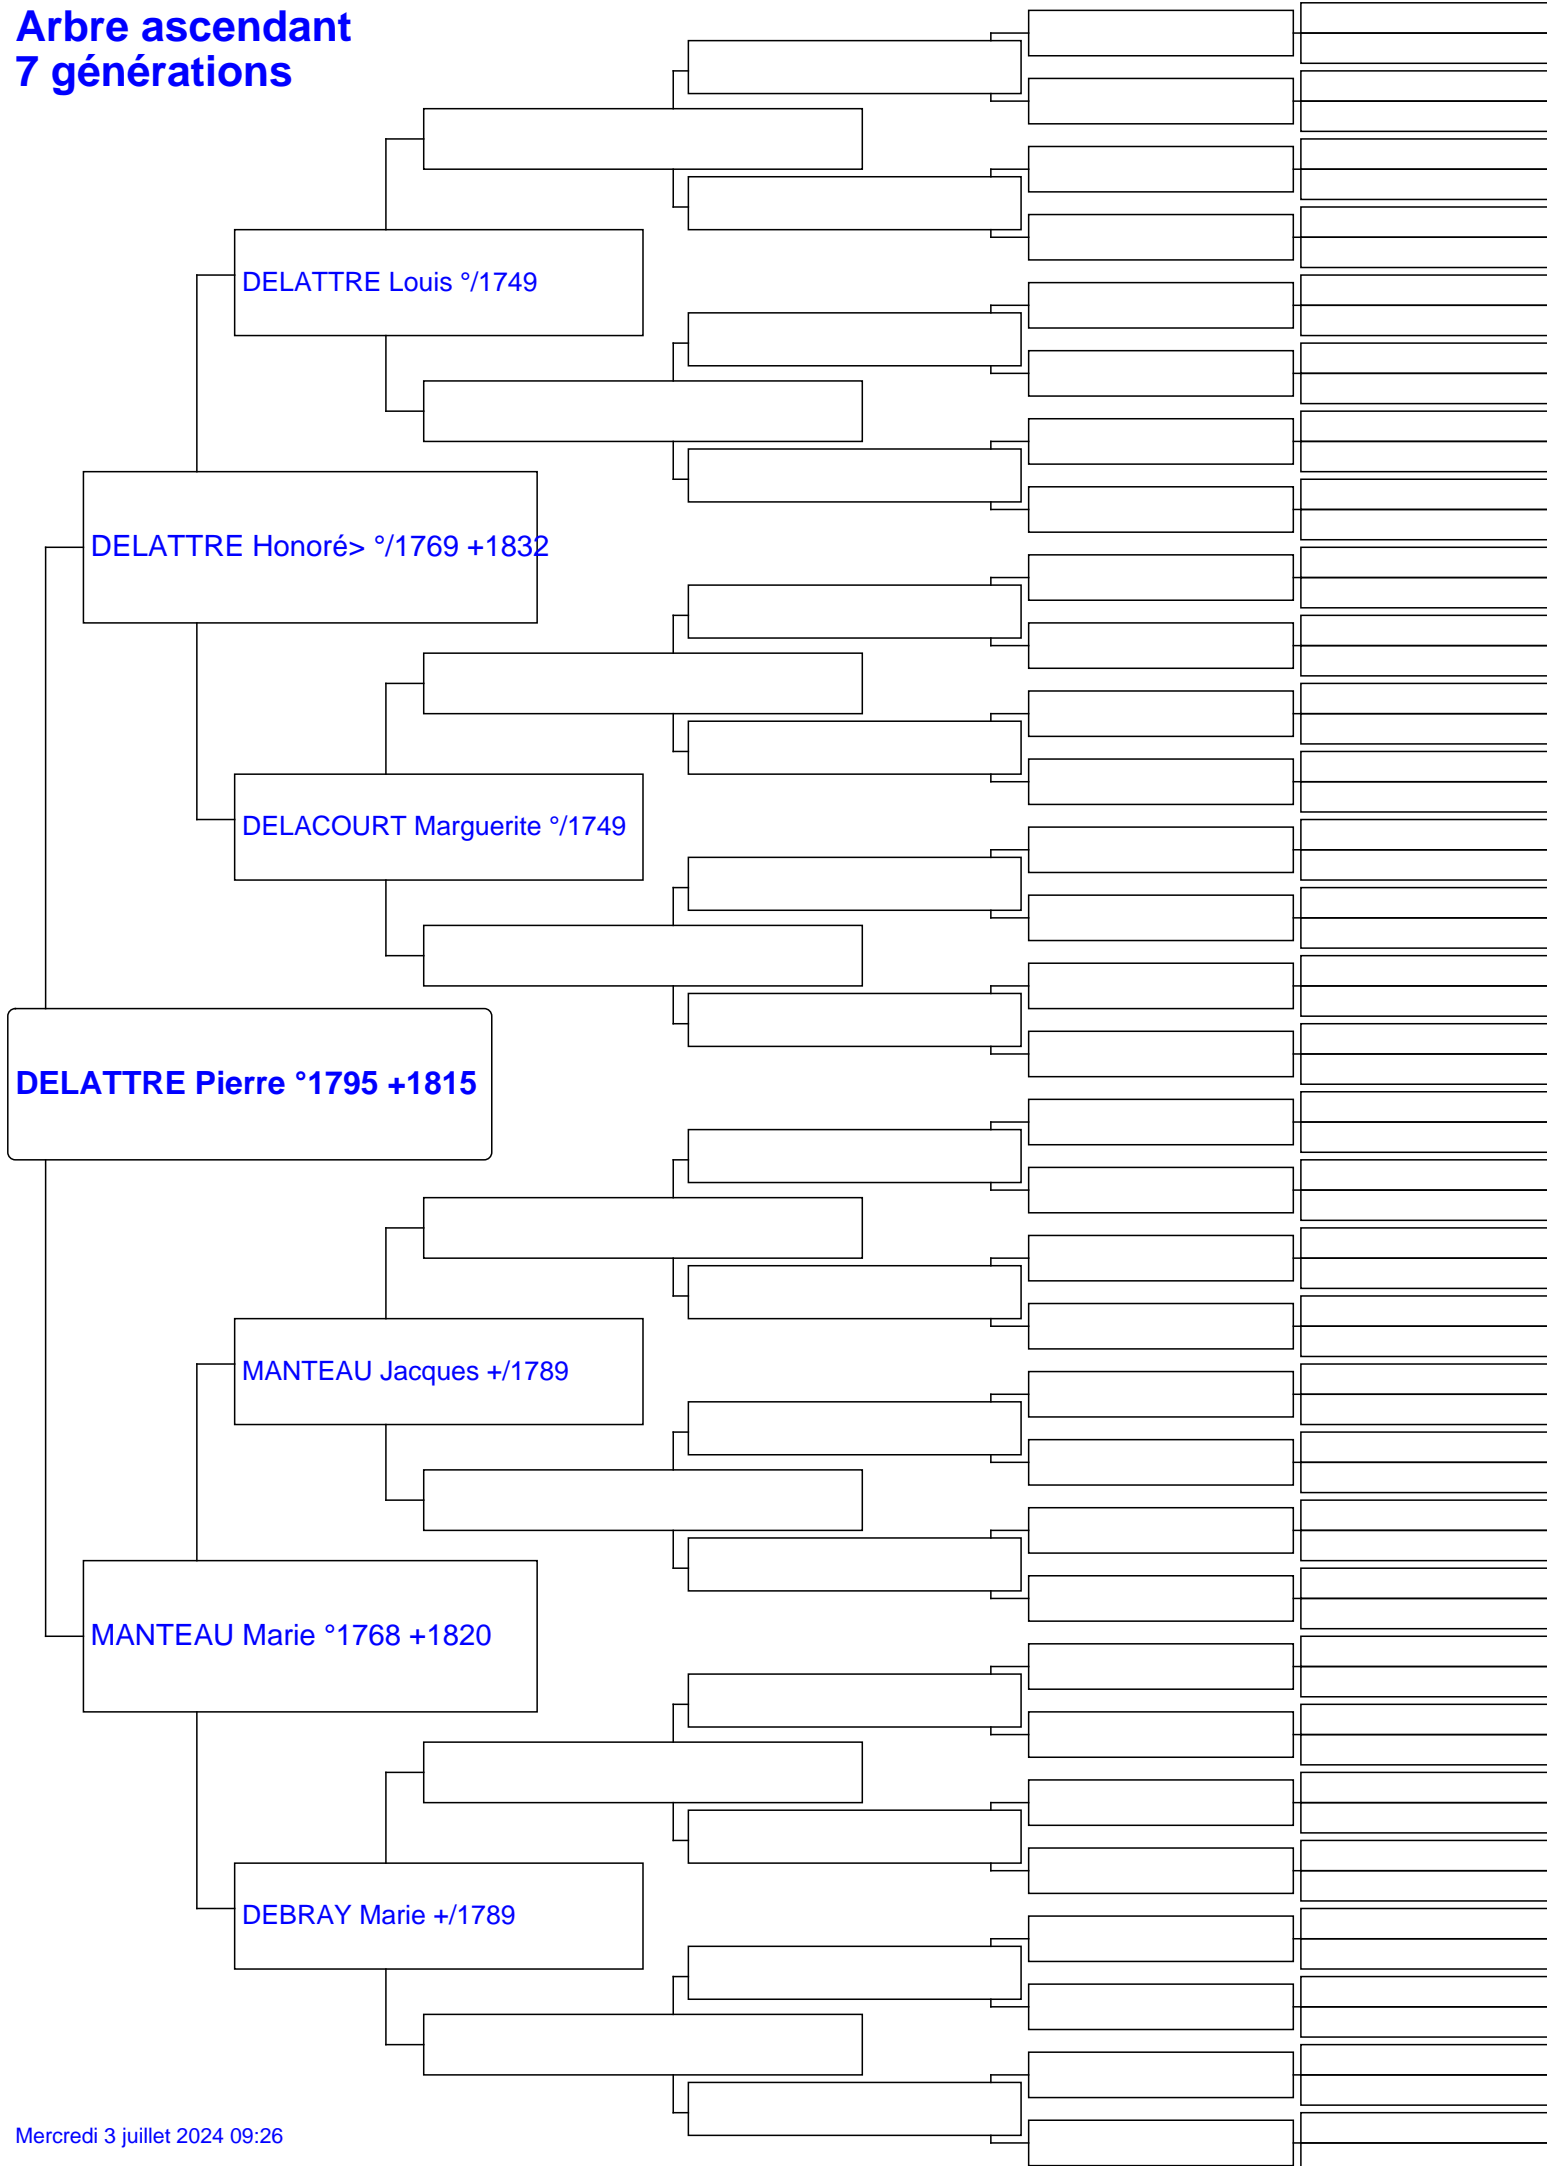 Arbre ascendant
7 générations
DELATTRE Louis °/1749
DELATTRE Honoré> °/1769 +1832
DELACOURT Marguerite °/1749
DELATTRE Pierre °1795 +1815
MANTEAU Jacques +/1789
MANTEAU Marie °1768 +1820
DEBRAY Marie +/1789
Mercredi 3 juillet 2024 09:26